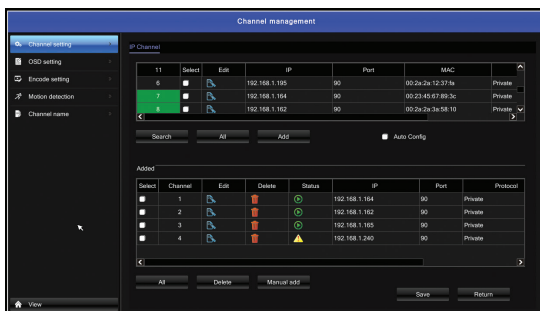 Channel management
Channel setting
OSD setting
Encode setting
Motion detection
Channel name
View
IP Channel
11 Select Edit IP Port MAC
6 192.168.1.195 90 00:2a:2a:12:37:fa Private
7 192.168.1.164 90 00:23:45:67:89:3c Private
8 192.168.1.162 90 00:2a:2a:3a:58:10 Private
Search All Add Auto Config
Added
Select Channel Edit Delete Status IP Port Protocol
1 192.168.1.164 90 Private
2 192.168.1.162 90 Private
3 192.168.1.165 90 Private
4 192.168.1.240 90 Private
All Delete Manual add
Save Return